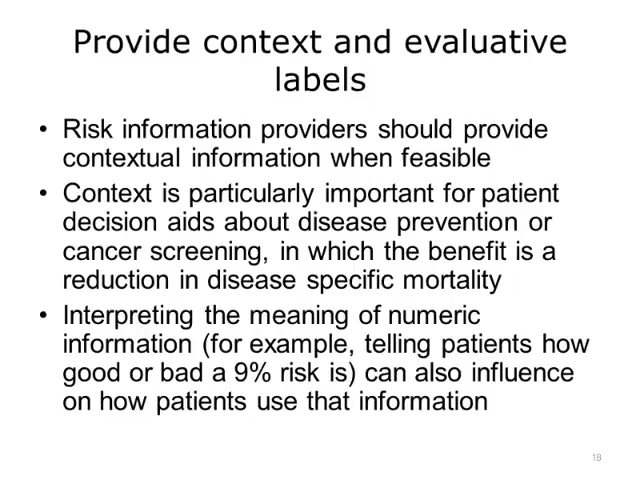 Provide context and evaluative
labels
• Risk information providers should provide
contextual information when feasible
• Context is particularly important for patient
decision aids about disease prevention or
cancer screening, in which the benefit is a
reduction in disease specific mortality
• Interpreting the meaning of numeric
information (for example, telling patients how
good or bad a 9% risk is) can also influence
on how patients use that information
18